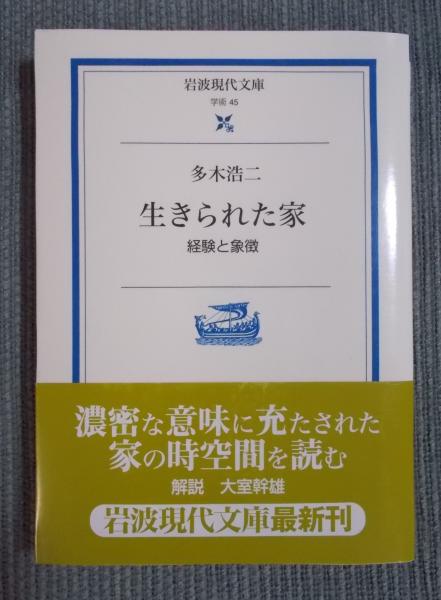 岩波現代文庫
学術 45
多木浩二
生きられた家
経験と象徴
濃密な意味に充たされた
家の時空間を読む
解説 大室幹雄
岩波現代文庫最新刊